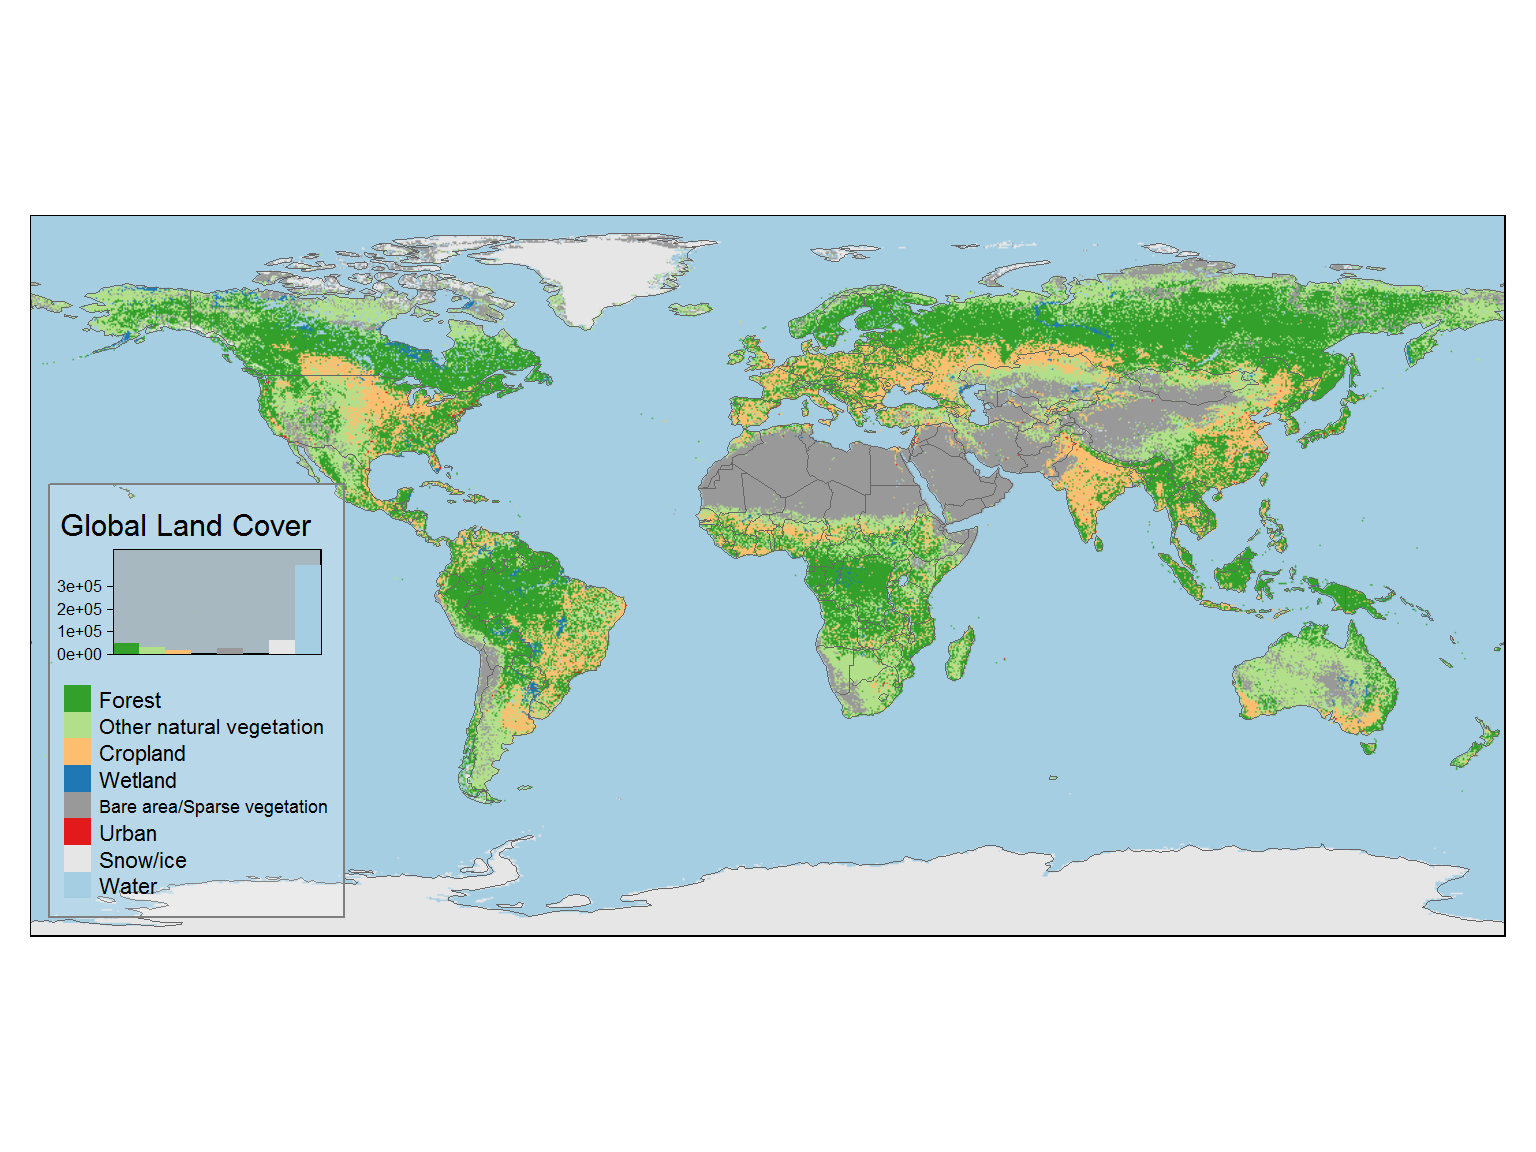 Global Land Cover
3e+05
2e+05
1e+05
0e+00
Forest
Other natural vegetation
Cropland
Wetland
Bare area/Sparse vegetation
Urban
Snow/ice
Water